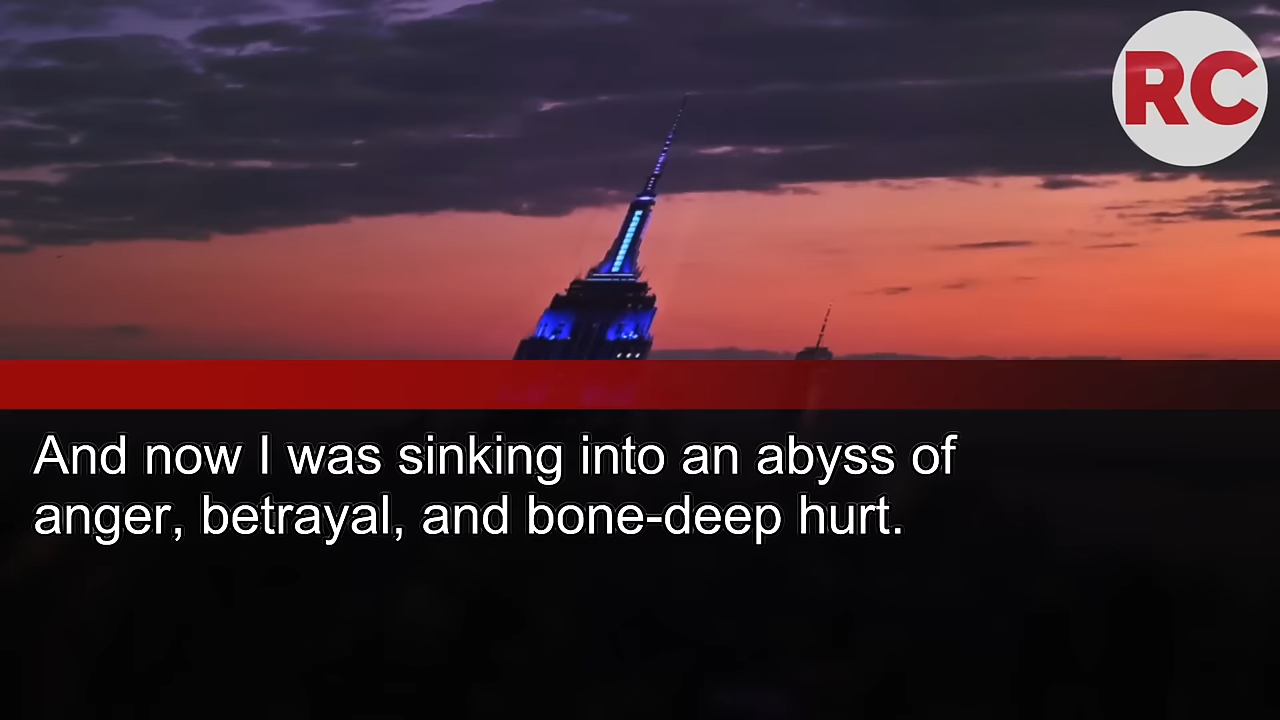 RC
And now I was sinking into an abyss of
anger, betrayal, and bone-deep hurt.